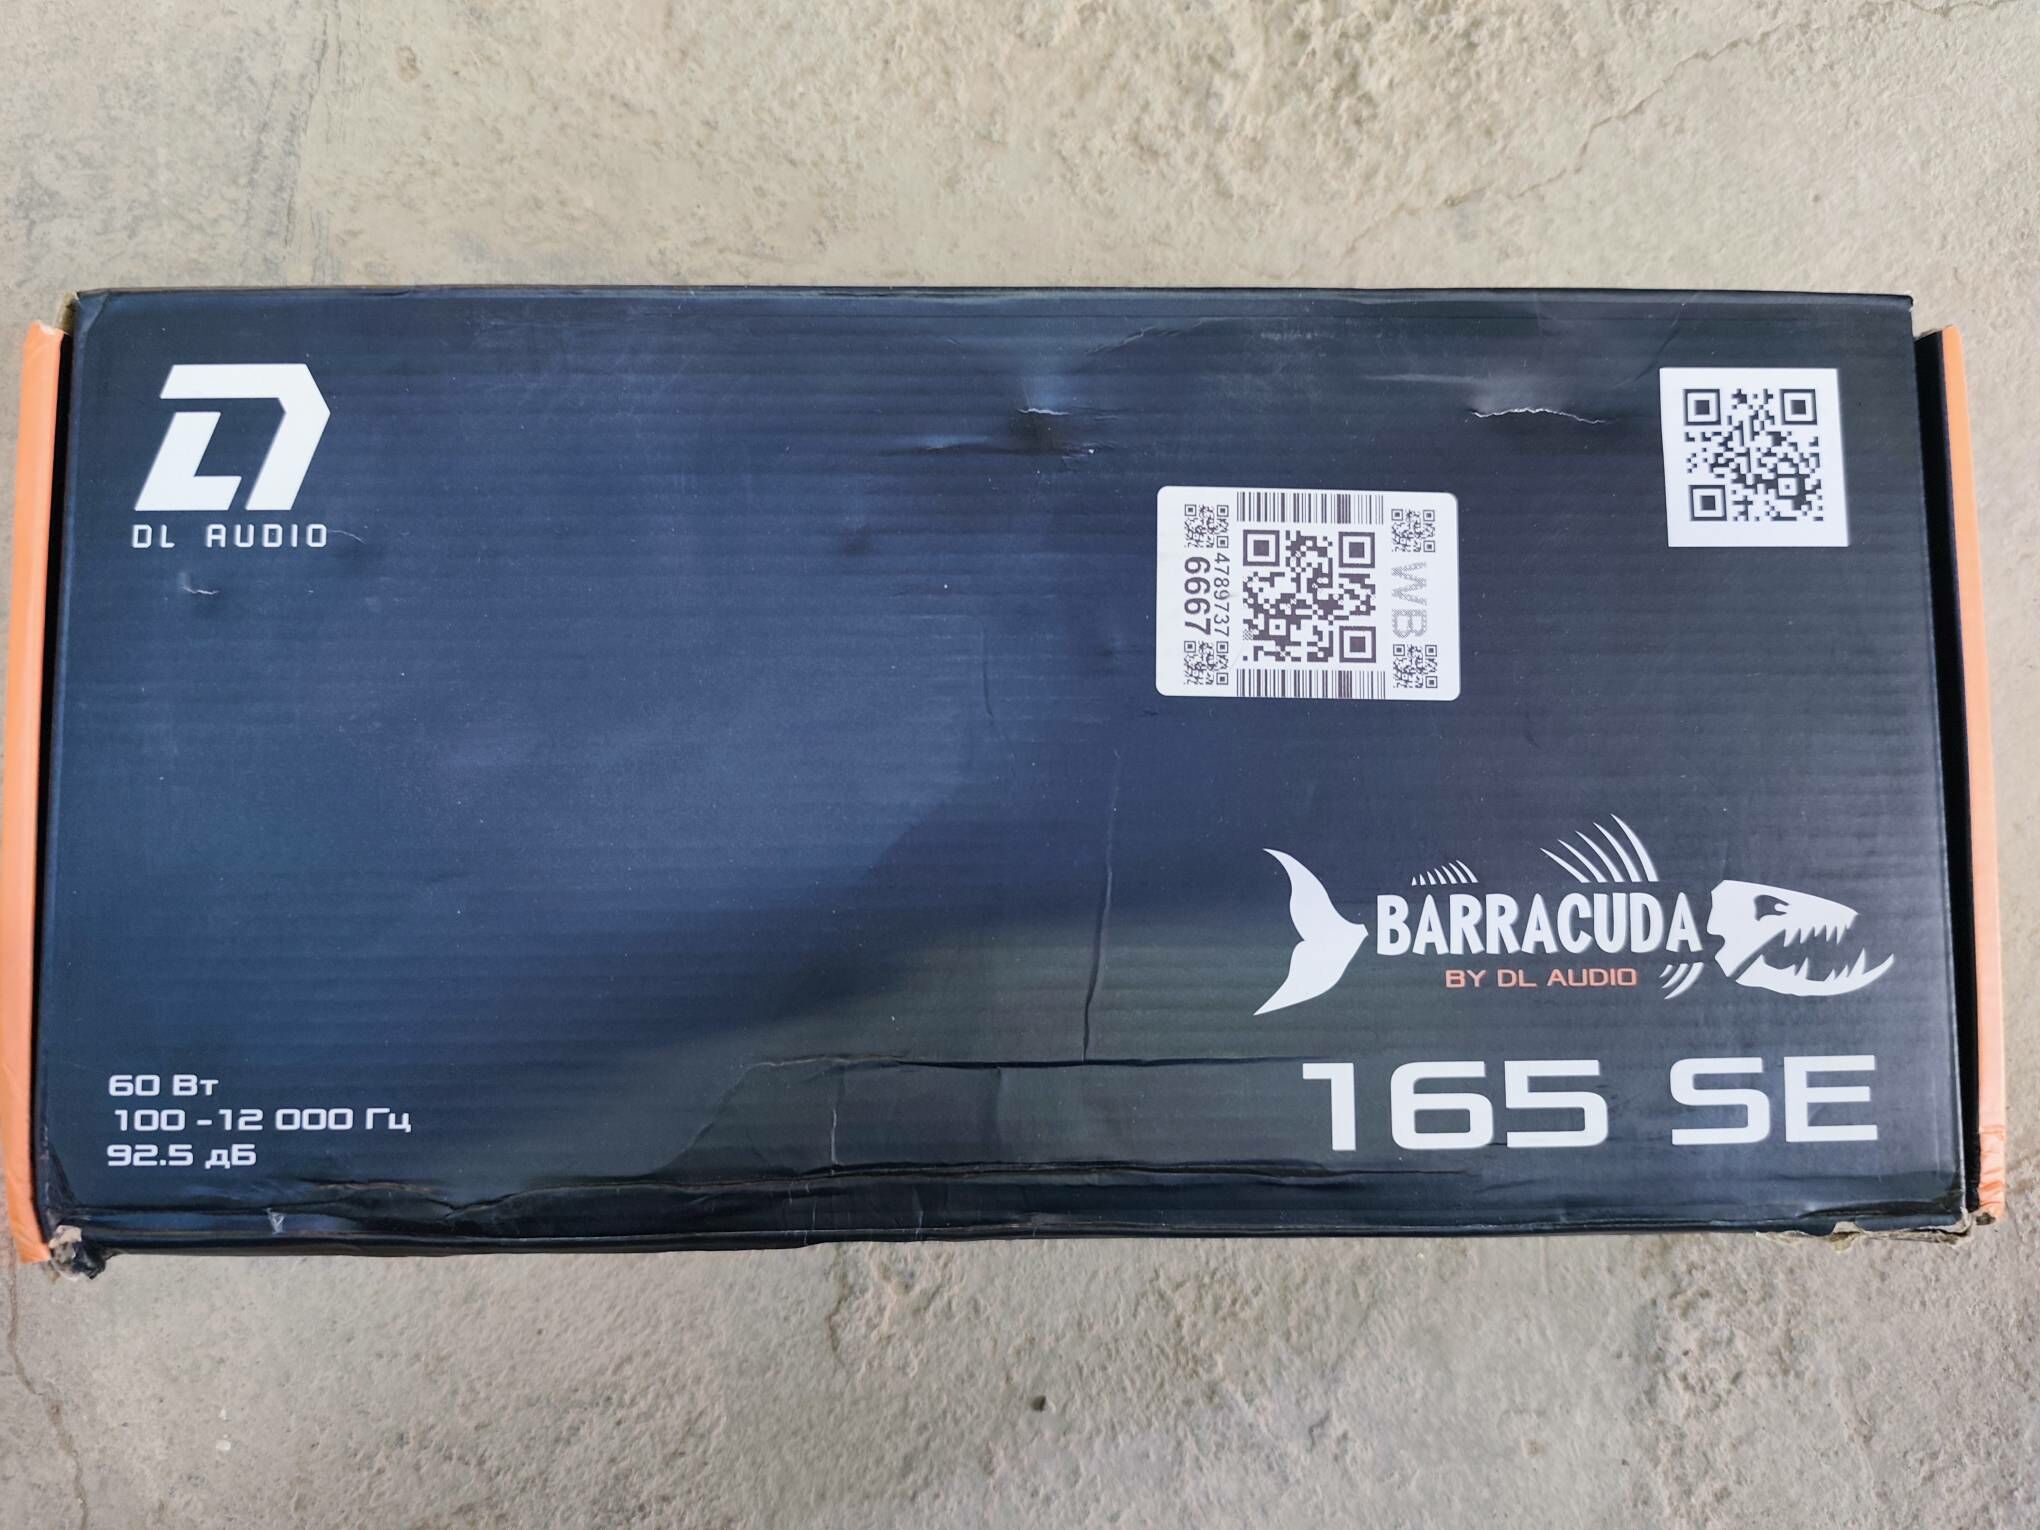 DL AUDIO
WB
4789737
6667
BARRACUDA
BY DL AUDIO
165 SE
60 Вт
100 -12 000 Гц
92.5 дБ